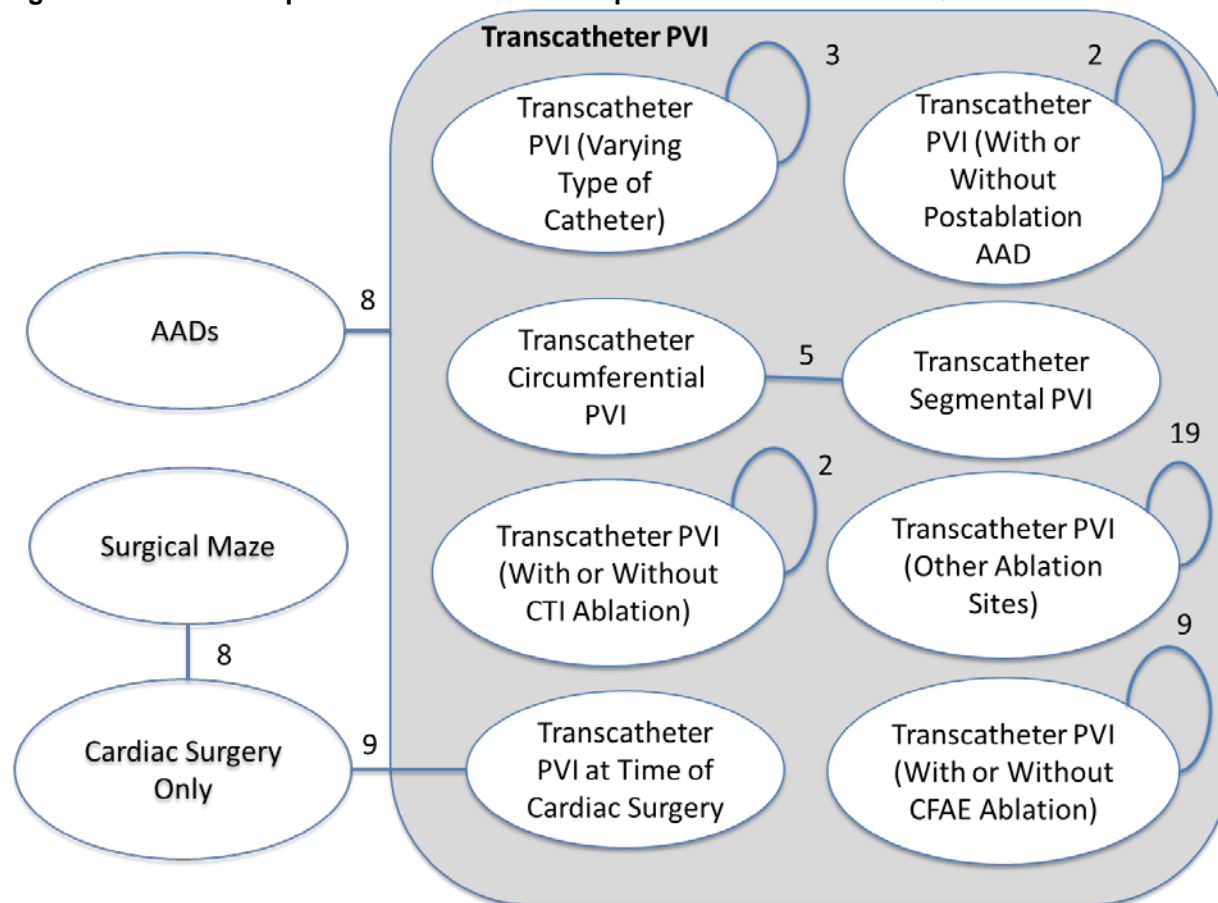 Transcatheter PVI
3
Transcatheter
PVI (Varying
Type of
Catheter)
2
Transcatheter
PVI (With or
Without
Postablation
AAD
AADs
8
Transcatheter
Circumferential
PVI
5
Transcatheter
Segmental PVI
Surgical Maze
2
Transcatheter PVI
(With or Without
CTI Ablation)
19
Transcatheter PVI
(Other Ablation
Sites)
8
Cardiac Surgery
Only
9
Transcatheter
PVI at Time of
Cardiac Surgery
9
Transcatheter PVI
(With or Without
CFAE Ablation)